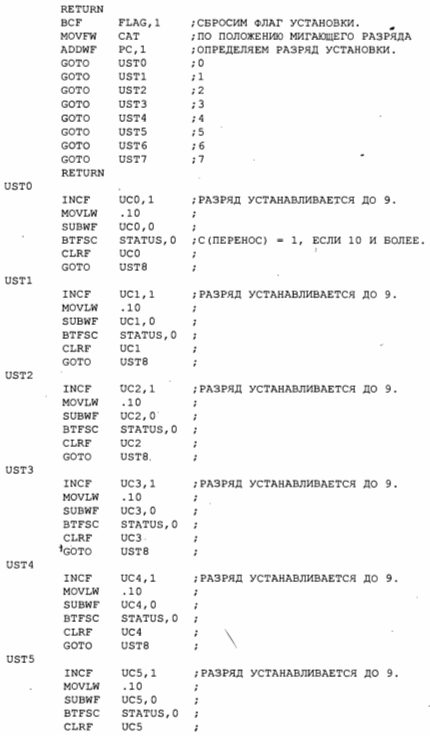 RETURN
BCF FLAG,1 ;СБРОСИМ ФЛАГ УСТАНОВКИ.
MOVFW CAT ;ПО ПОЛОЖЕНИЮ МИГАЮЩЕГО РАЗРЯДА
ADDWF PC,1 ;ОПРЕДЕЛЯЕМ РАЗРЯД УСТАНОВКИ.
GOTO UST0 ;0
GOTO UST1 ;1
GOTO UST2 ;2
GOTO UST3 ;3
GOTO UST4 ;4
GOTO UST5 ;5
GOTO UST6 ;6
GOTO UST7 ;7
RETURN
UST0
INCF UC0,1 ;РАЗРЯД УСТАНАВЛИВАЕТСЯ ДО 9.
MOVLW .10 ;
SUBWF UC0,0 ;
BTFSC STATUS,0 ;C(ПЕРЕНОС) = 1, ЕСЛИ 10 И БОЛЕЕ.
CLRF UC0 ;
GOTO UST8 ;
UST1
INCF UC1,1 ;РАЗРЯД УСТАНАВЛИВАЕТСЯ ДО 9.
MOVLW .10 ;
SUBWF UC1,0 ;
BTFSC STATUS,0 ;
CLRF UC1 ;
GOTO UST8 ;
UST2
INCF UC2,1 ;РАЗРЯД УСТАНАВЛИВАЕТСЯ ДО 9.
MOVLW .10 ;
SUBWF UC2,0 ;
BTFSC STATUS,0 ;
CLRF UC2 ;
GOTO UST8 ;
UST3
INCF UC3,1 ;РАЗРЯД УСТАНАВЛИВАЕТСЯ ДО 9.
MOVLW .10 ;
SUBWF UC3,0 ;
BTFSC STATUS,0 ;
CLRF UC3 ;
GOTO UST8 ;
UST4
INCF UC4,1 ;РАЗРЯД УСТАНАВЛИВАЕТСЯ ДО 9.
MOVLW .10 ;
SUBWF UC4,0 ;
BTFSC STATUS,0 ;
CLRF UC4 ;
GOTO UST8 ;
UST5
INCF UC5,1 ;РАЗРЯД УСТАНАВЛИВАЕТСЯ ДО 9.
MOVLW .10 ;
SUBWF UC5,0 ;
BTFSC STATUS,0 ;
CLRF UC5 ;